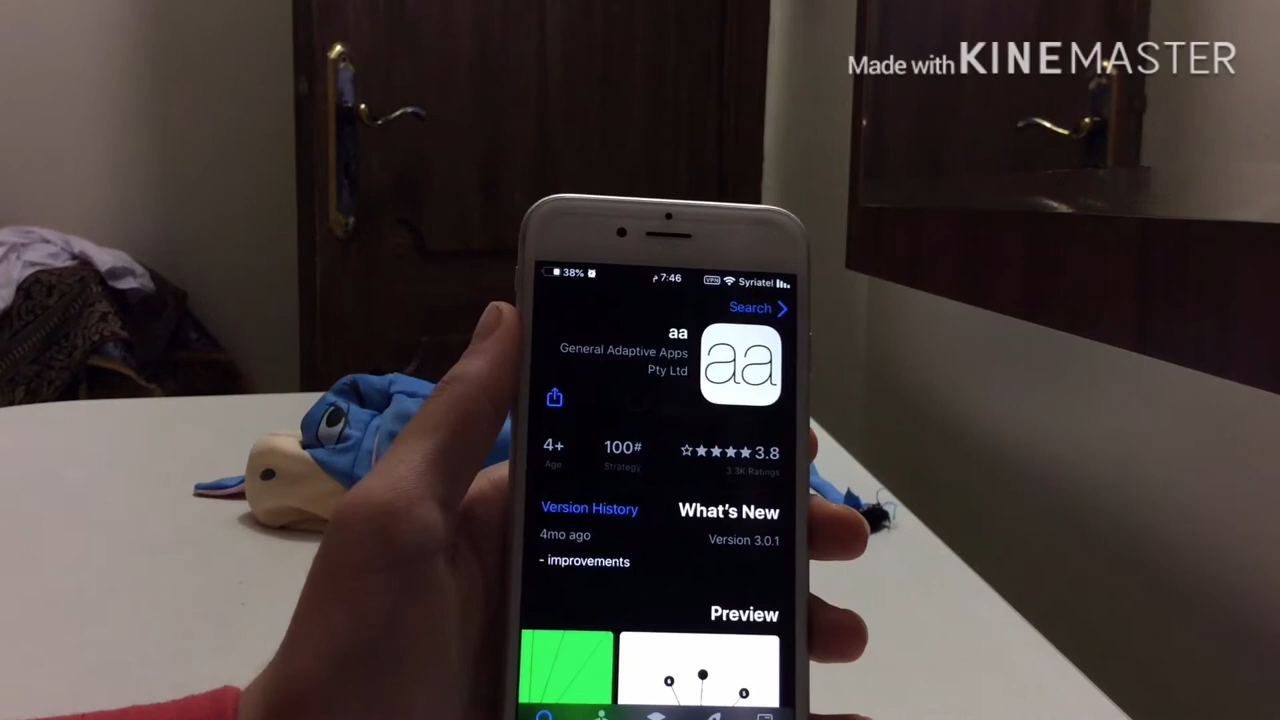 Made with KINEMASTER
38% م 7:46 VPN Syriatel
Search
aa
General Adaptive Apps
Pty Ltd
aa
4+ 100# 3.8
Age Strategy 3.3K Ratings
Version History What's New
4mo ago Version 3.0.1
- improvements
Preview